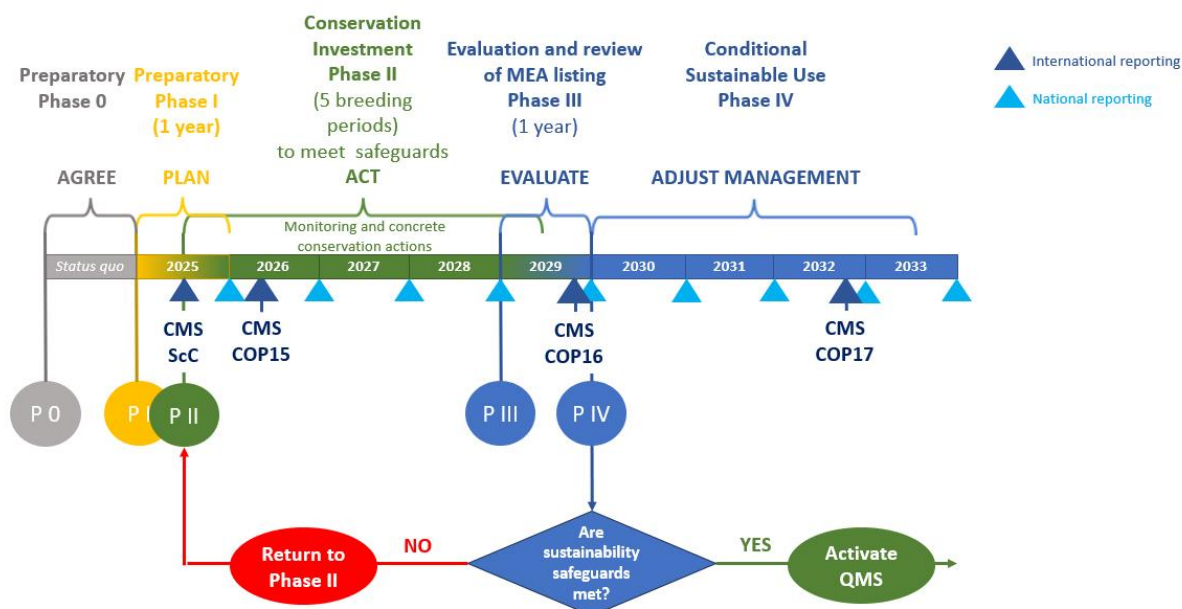 Preparatory
Phase 0
Preparatory
Phase I
(1 year)
Conservation
Investment
Phase II
(5 breeding
periods)
to meet safeguards
Evaluation and review
of MEA listing
Phase III
(1 year)
Conditional
Sustainable Use
Phase IV
International reporting
National reporting
AGREE
PLAN
ACT
EVALUATE
ADJUST MANAGEMENT
Monitoring and concrete
conservation actions
Status quo
2025
2026
2027
2028
2029
2030
2031
2032
2033
CMS
ScC
CMS
COP15
CMS
COP16
CMS
COP17
P 0
P I
P II
P III
P IV
Return to
Phase II
NO
Are
sustainability
safeguards
met?
YES
Activate
QMS